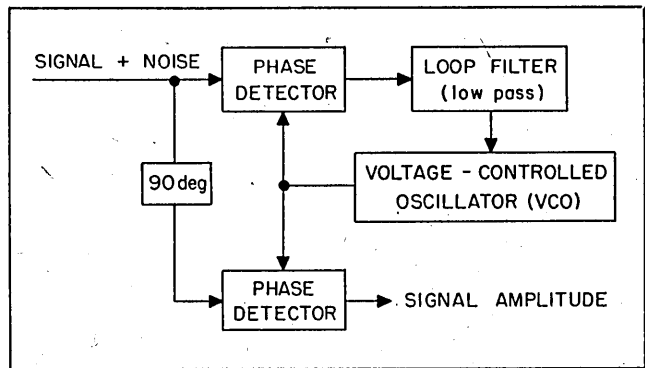 SIGNAL + NOISE
PHASE
DETECTOR
LOOP FILTER
(low pass)
VOLTAGE - CONTROLLED
OSCILLATOR (VCO)
90 deg
PHASE
DETECTOR
SIGNAL AMPLITUDE